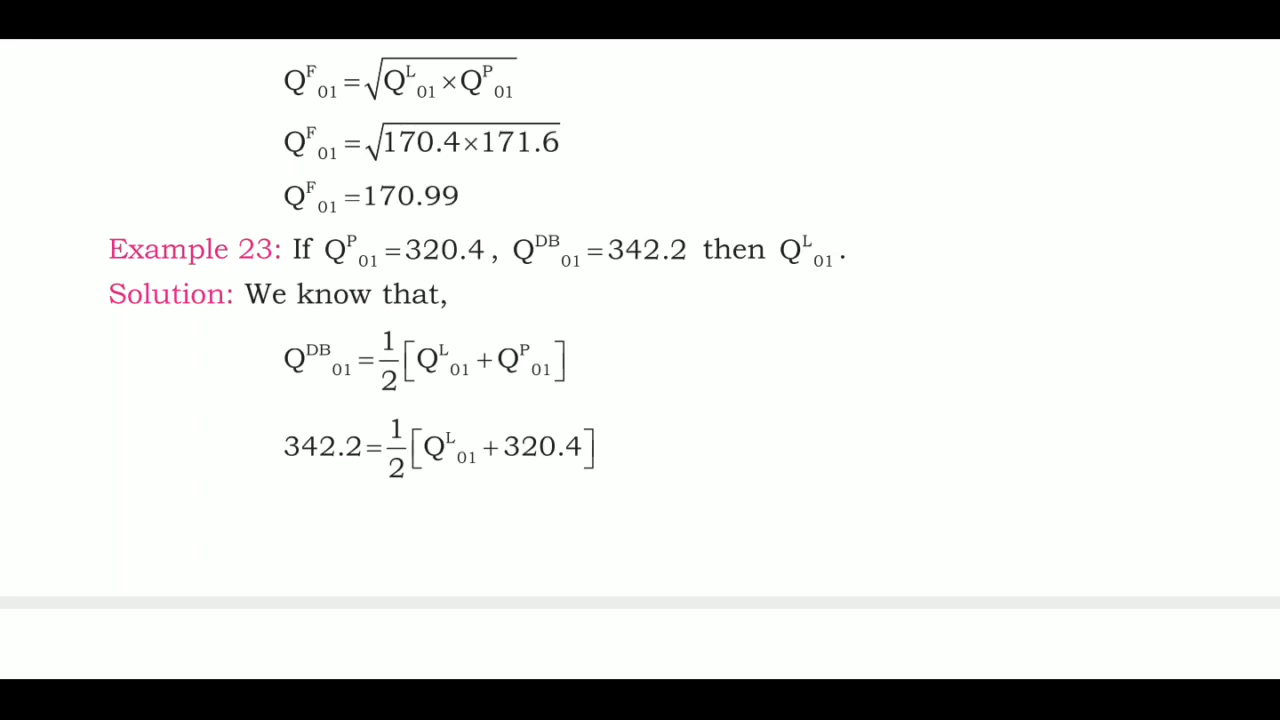 Q^F_01 = √(Q^L_01 × Q^P_01)
Q^F_01 = √(170.4×171.6)
Q^F_01 =170.99
Example 23: If Q^P_01 =320.4 , Q^DB_01 =342.2 then Q^L_01 .
Solution: We know that,
Q^DB_01 = 1/2 [Q^L_01 + Q^P_01]
342.2= 1/2 [Q^L_01 +320.4]